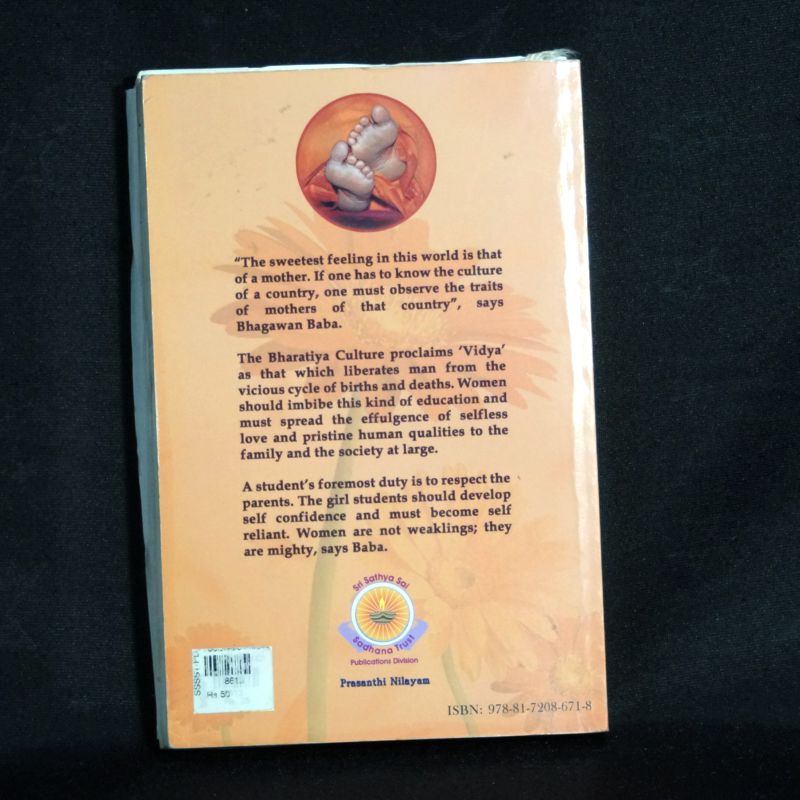 "The sweetest feeling in this world is that
of a mother. If one has to know the culture
of a country, one must observe the traits
of mothers of that country", says
Bhagawan Baba.
The Bharatiya Culture proclaims 'Vidya'
as that which liberates man from the
vicious cycle of births and deaths. Women
should imbibe this kind of education and
must spread the effulgence of selfless
love and pristine human qualities to the
family and the society at large.
A student's foremost duty is to respect the
parents. The girl students should develop
self confidence and must become self
reliant. Women are not weaklings; they
are mighty, says Baba.
Sri Sathya Sai
Sadhana Trust
Publications Division
Prasanthi Nilayam
Rs 50
ISBN: 978-81-7208-671-8